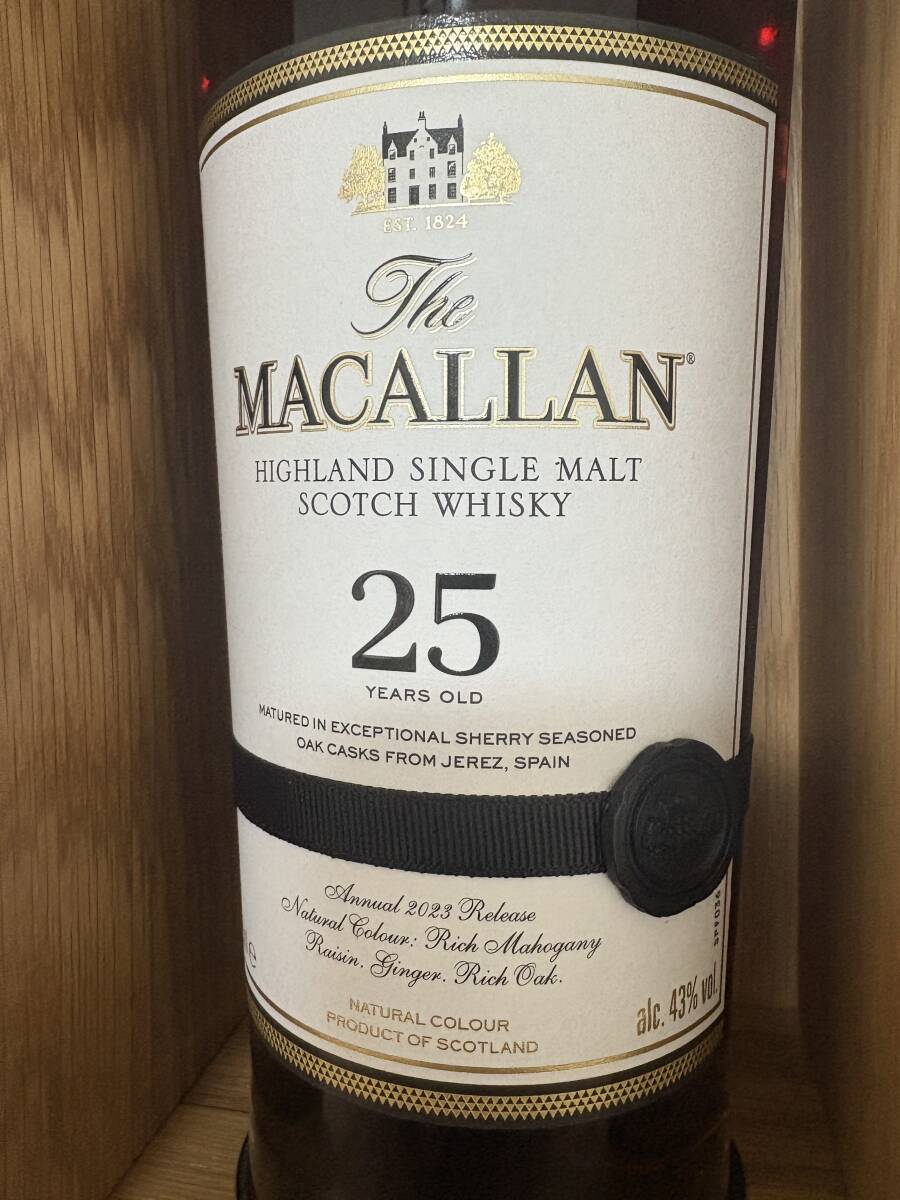 EST. 1824
The
MACALLAN®
HIGHLAND SINGLE MALT
SCOTCH WHISKY
25
YEARS OLD
MATURED IN EXCEPTIONAL SHERRY SEASONED
OAK CASKS FROM JEREZ, SPAIN
Annual 2023 Release
Natural Colour: Rich Mahogany
Raisin. Ginger. Rich Oak.
NATURAL COLOUR
PRODUCT OF SCOTLAND
alc. 43% vol.